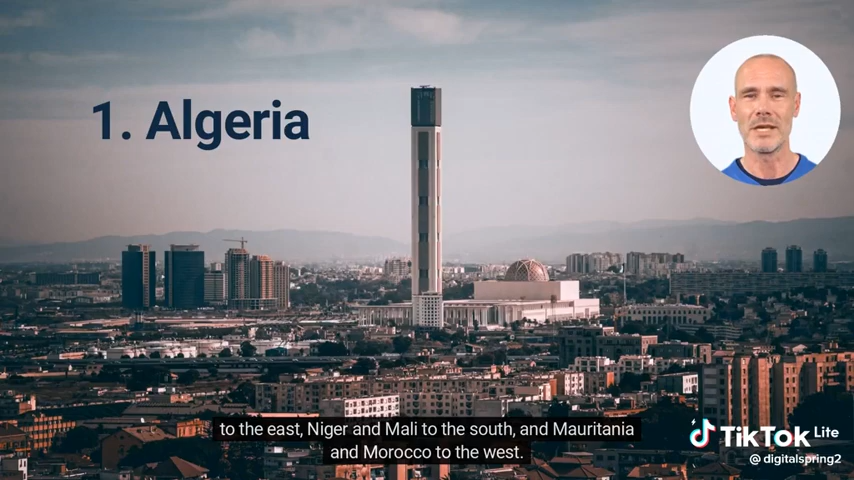 1. Algeria
to the east, Niger and Mali to the south, and Mauritania
and Morocco to the west.
TikTok Lite
@ digitalspring2